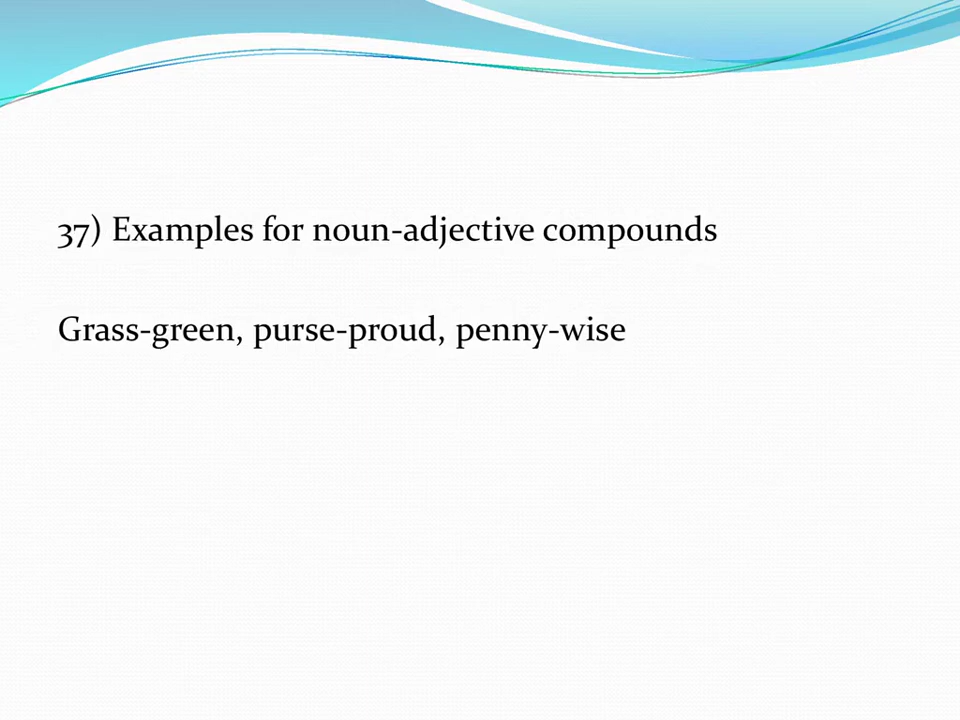 37) Examples for noun-adjective compounds
Grass-green, purse-proud, penny-wise